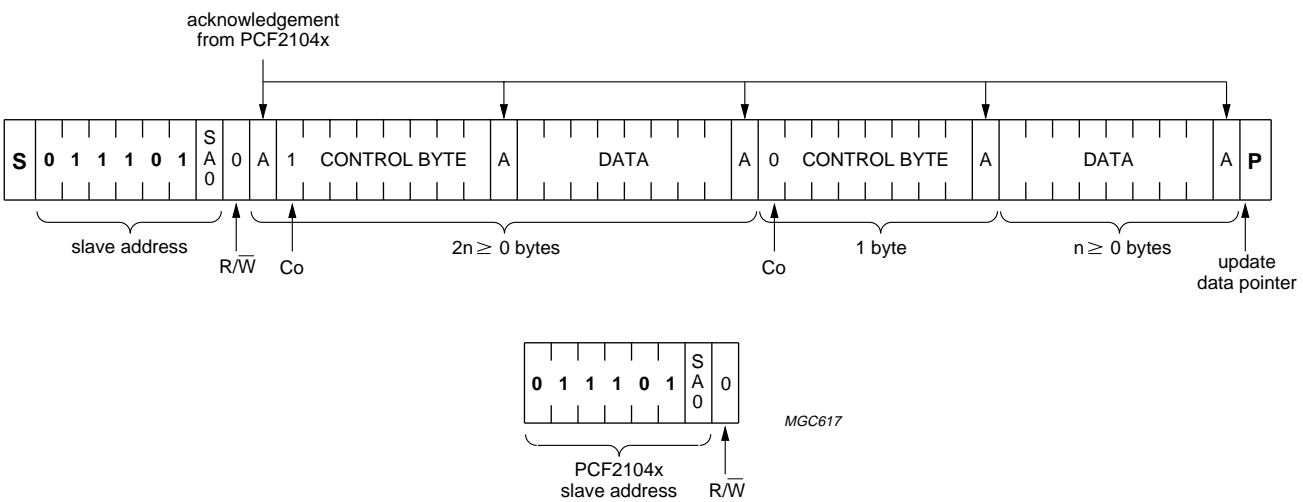 acknowledgement
from PCF2104x
S 0 1 1 1 0 1 SA0 0 A 1 CONTROL BYTE A DATA A 0 CONTROL BYTE A DATA A P
slave address
R/W̅
Co
2n ≥ 0 bytes
Co
1 byte
n ≥ 0 bytes
update
data pointer
0 1 1 1 0 1 SA0 0
MGC617
PCF2104x
slave address
R/W̅